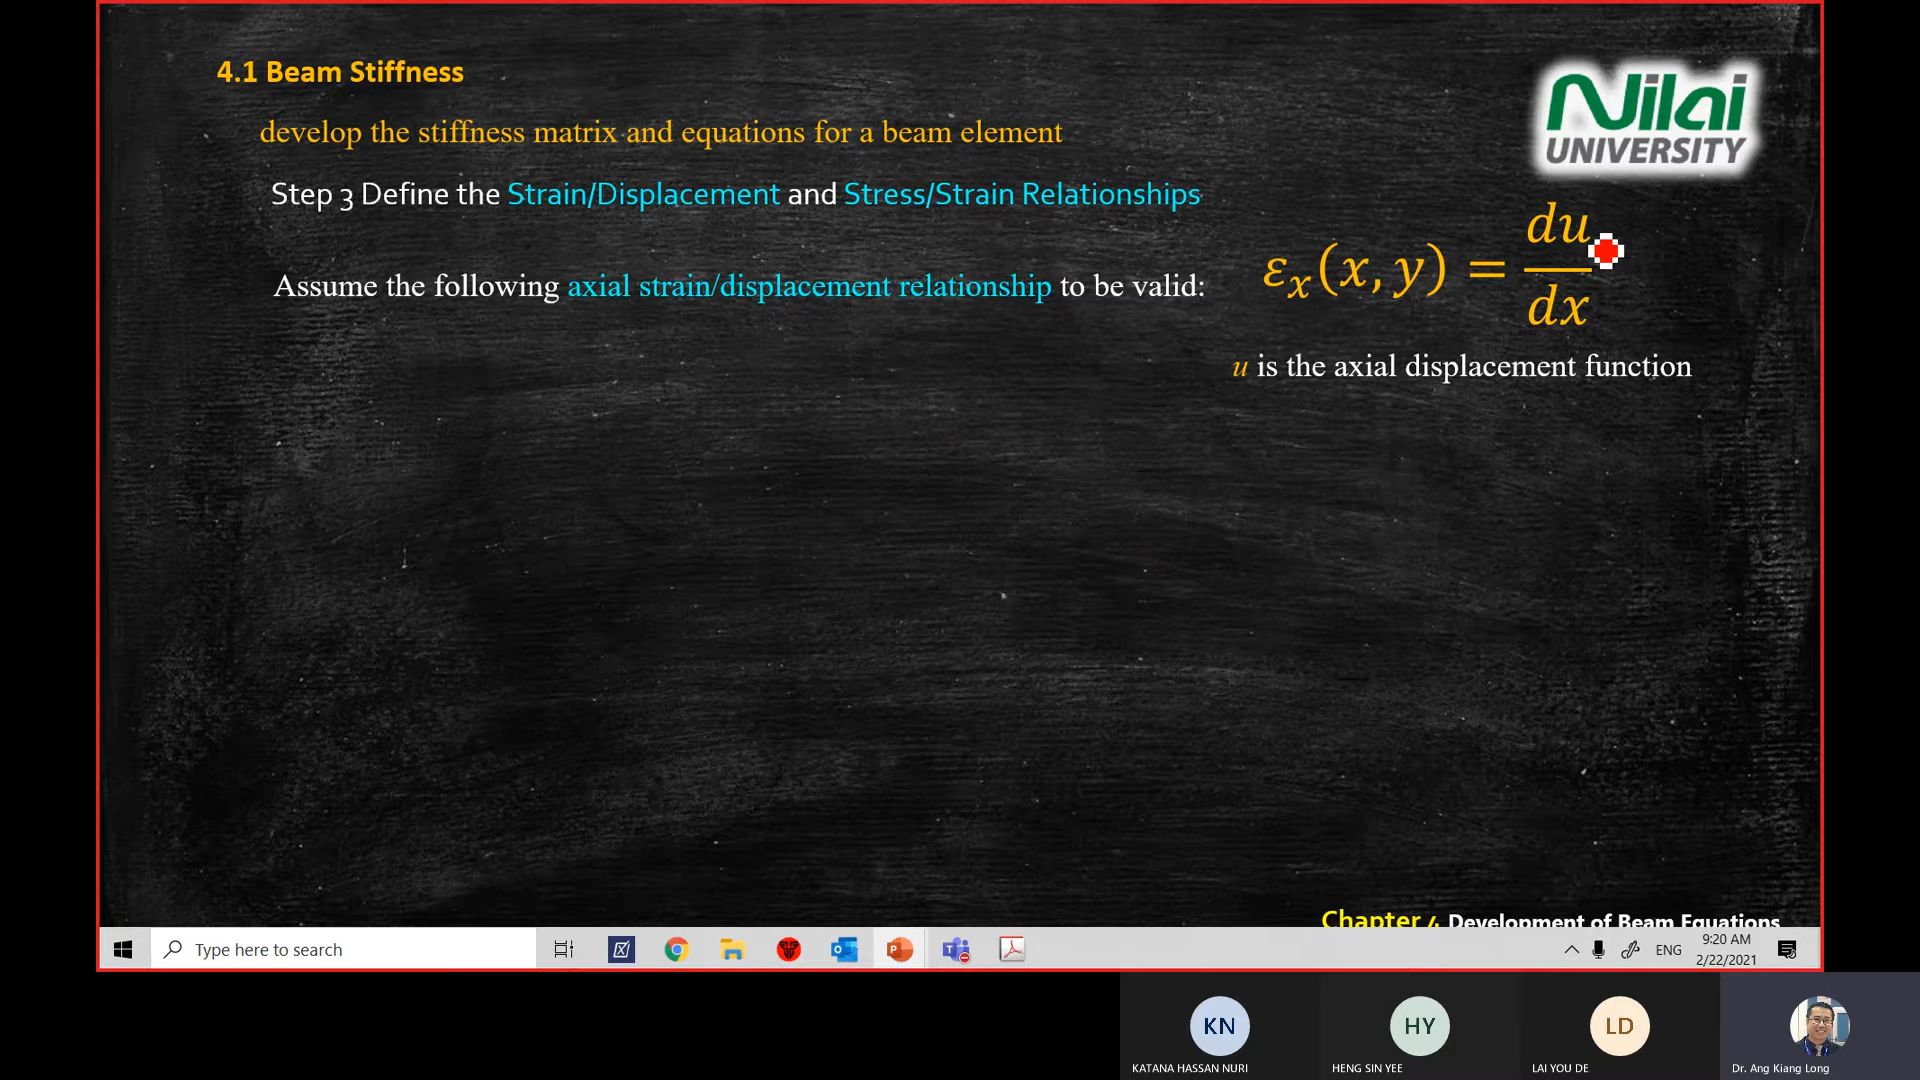 4.1 Beam Stiffness
Nilai
UNIVERSITY
develop the stiffness matrix and equations for a beam element
Step 3 Define the Strain/Displacement and Stress/Strain Relationships
Assume the following axial strain/displacement relationship to be valid:
εₓ(x, y) = du/dx
u is the axial displacement function
Chapter 4 Development of Beam Equations
Type here to search
ENG
9:20 AM
2/22/2021
KN
HY
LD
KATANA HASSAN NURI
HENG SIN YEE
LAI YOU DE
Dr. Ang Kiang Long